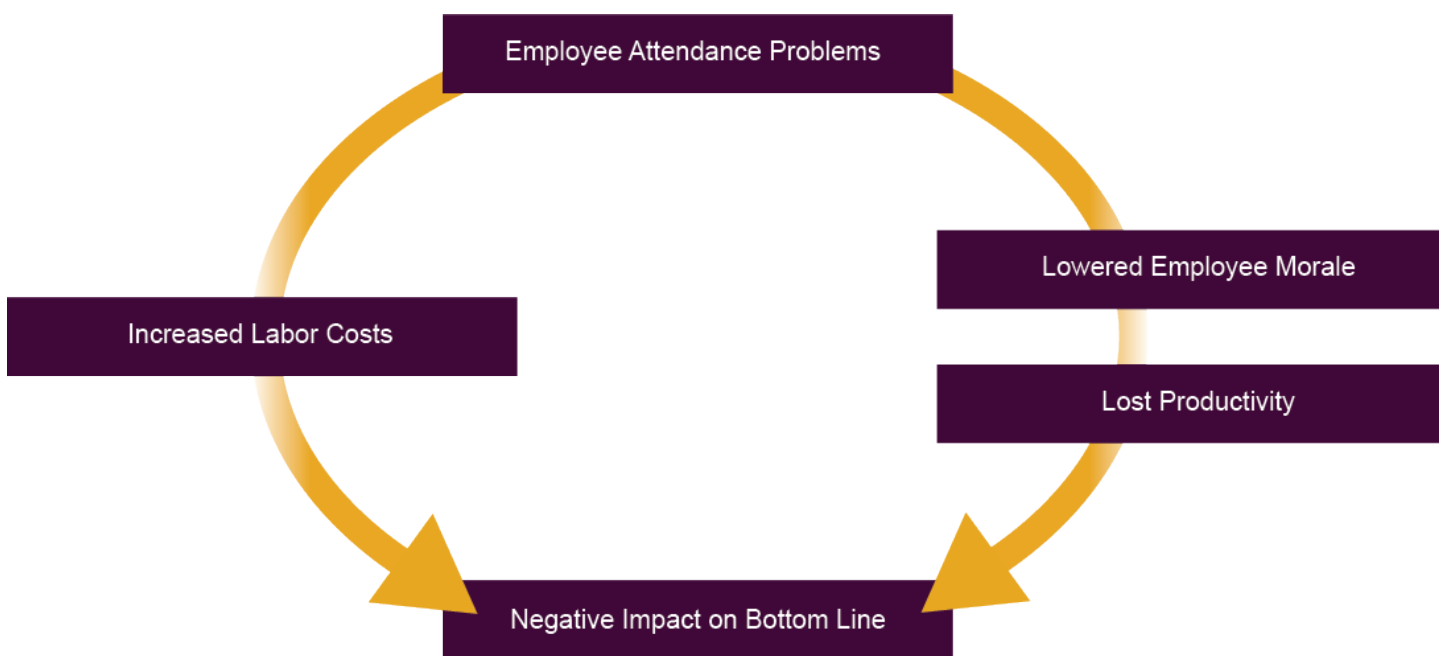 Employee Attendance Problems
Lowered Employee Morale
Increased Labor Costs
Lost Productivity
Negative Impact on Bottom Line